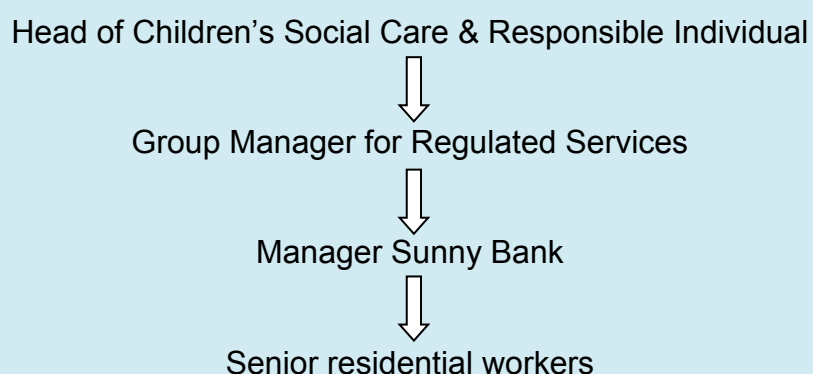 Head of Children’s Social Care & Responsible Individual
Group Manager for Regulated Services
Manager Sunny Bank
Senior residential workers